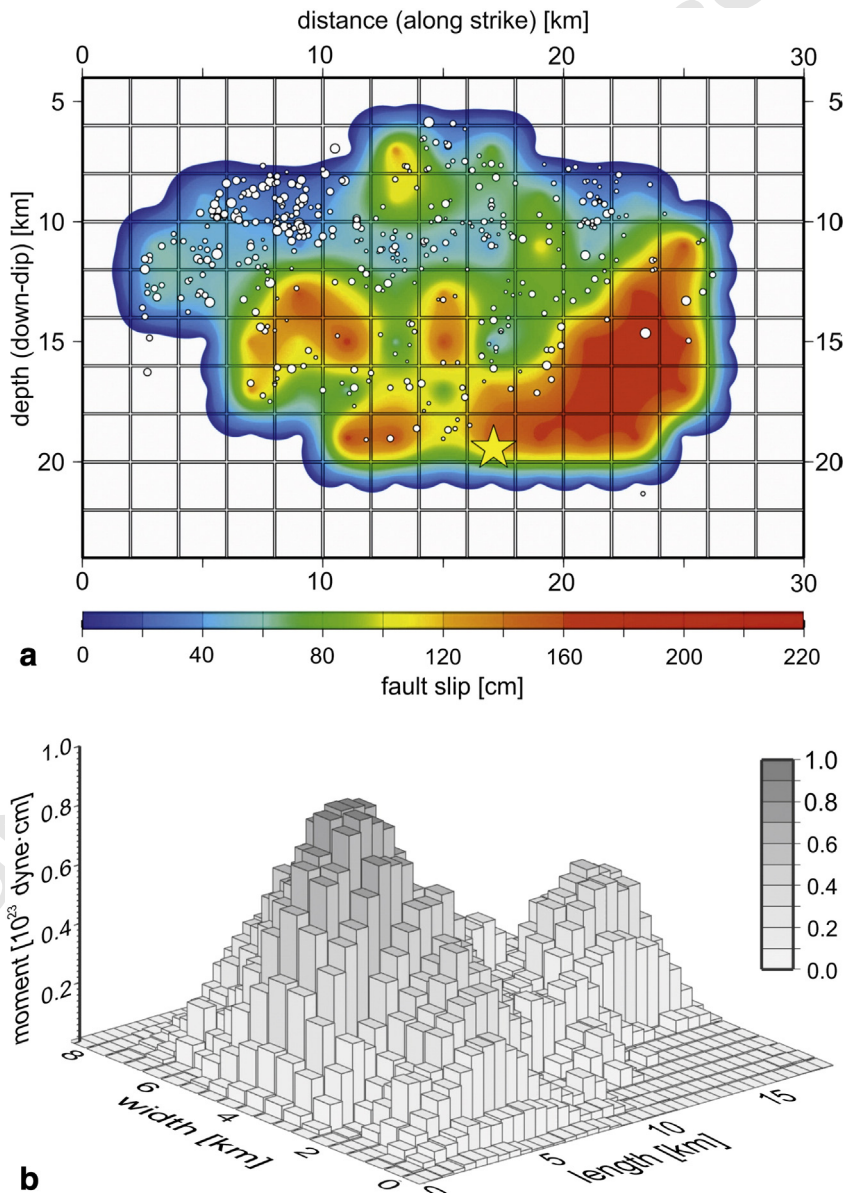 distance (along strike) [km]
0 10 20 30
5 5
10 10
15 15
20 20
depth (down-dip) [km]
0 10 20 30
a
0 40 80 120 160 200 220
fault slip [cm]
1.0
0.8
0.6
0.4
0.2
moment [10²³ dyne·cm]
1.0
0.8
0.6
0.4
0.2
0.0
8
6
4
2
0
width [km]
0
5
10
15
length [km]
b